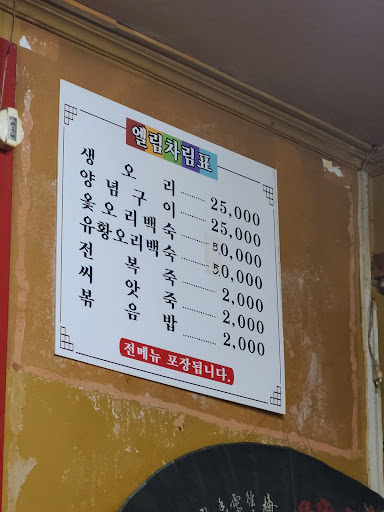 엘림차림표
생오리 ........ 25,000
양념구이 ........ 25,000
옻오리백숙 ........ 50,000
유황오리백숙 ........ 50,000
전복죽 ........ 2,000
씨앗죽 ........ 2,000
볶음밥 ........ 2,000
전메뉴 포장됩니다.